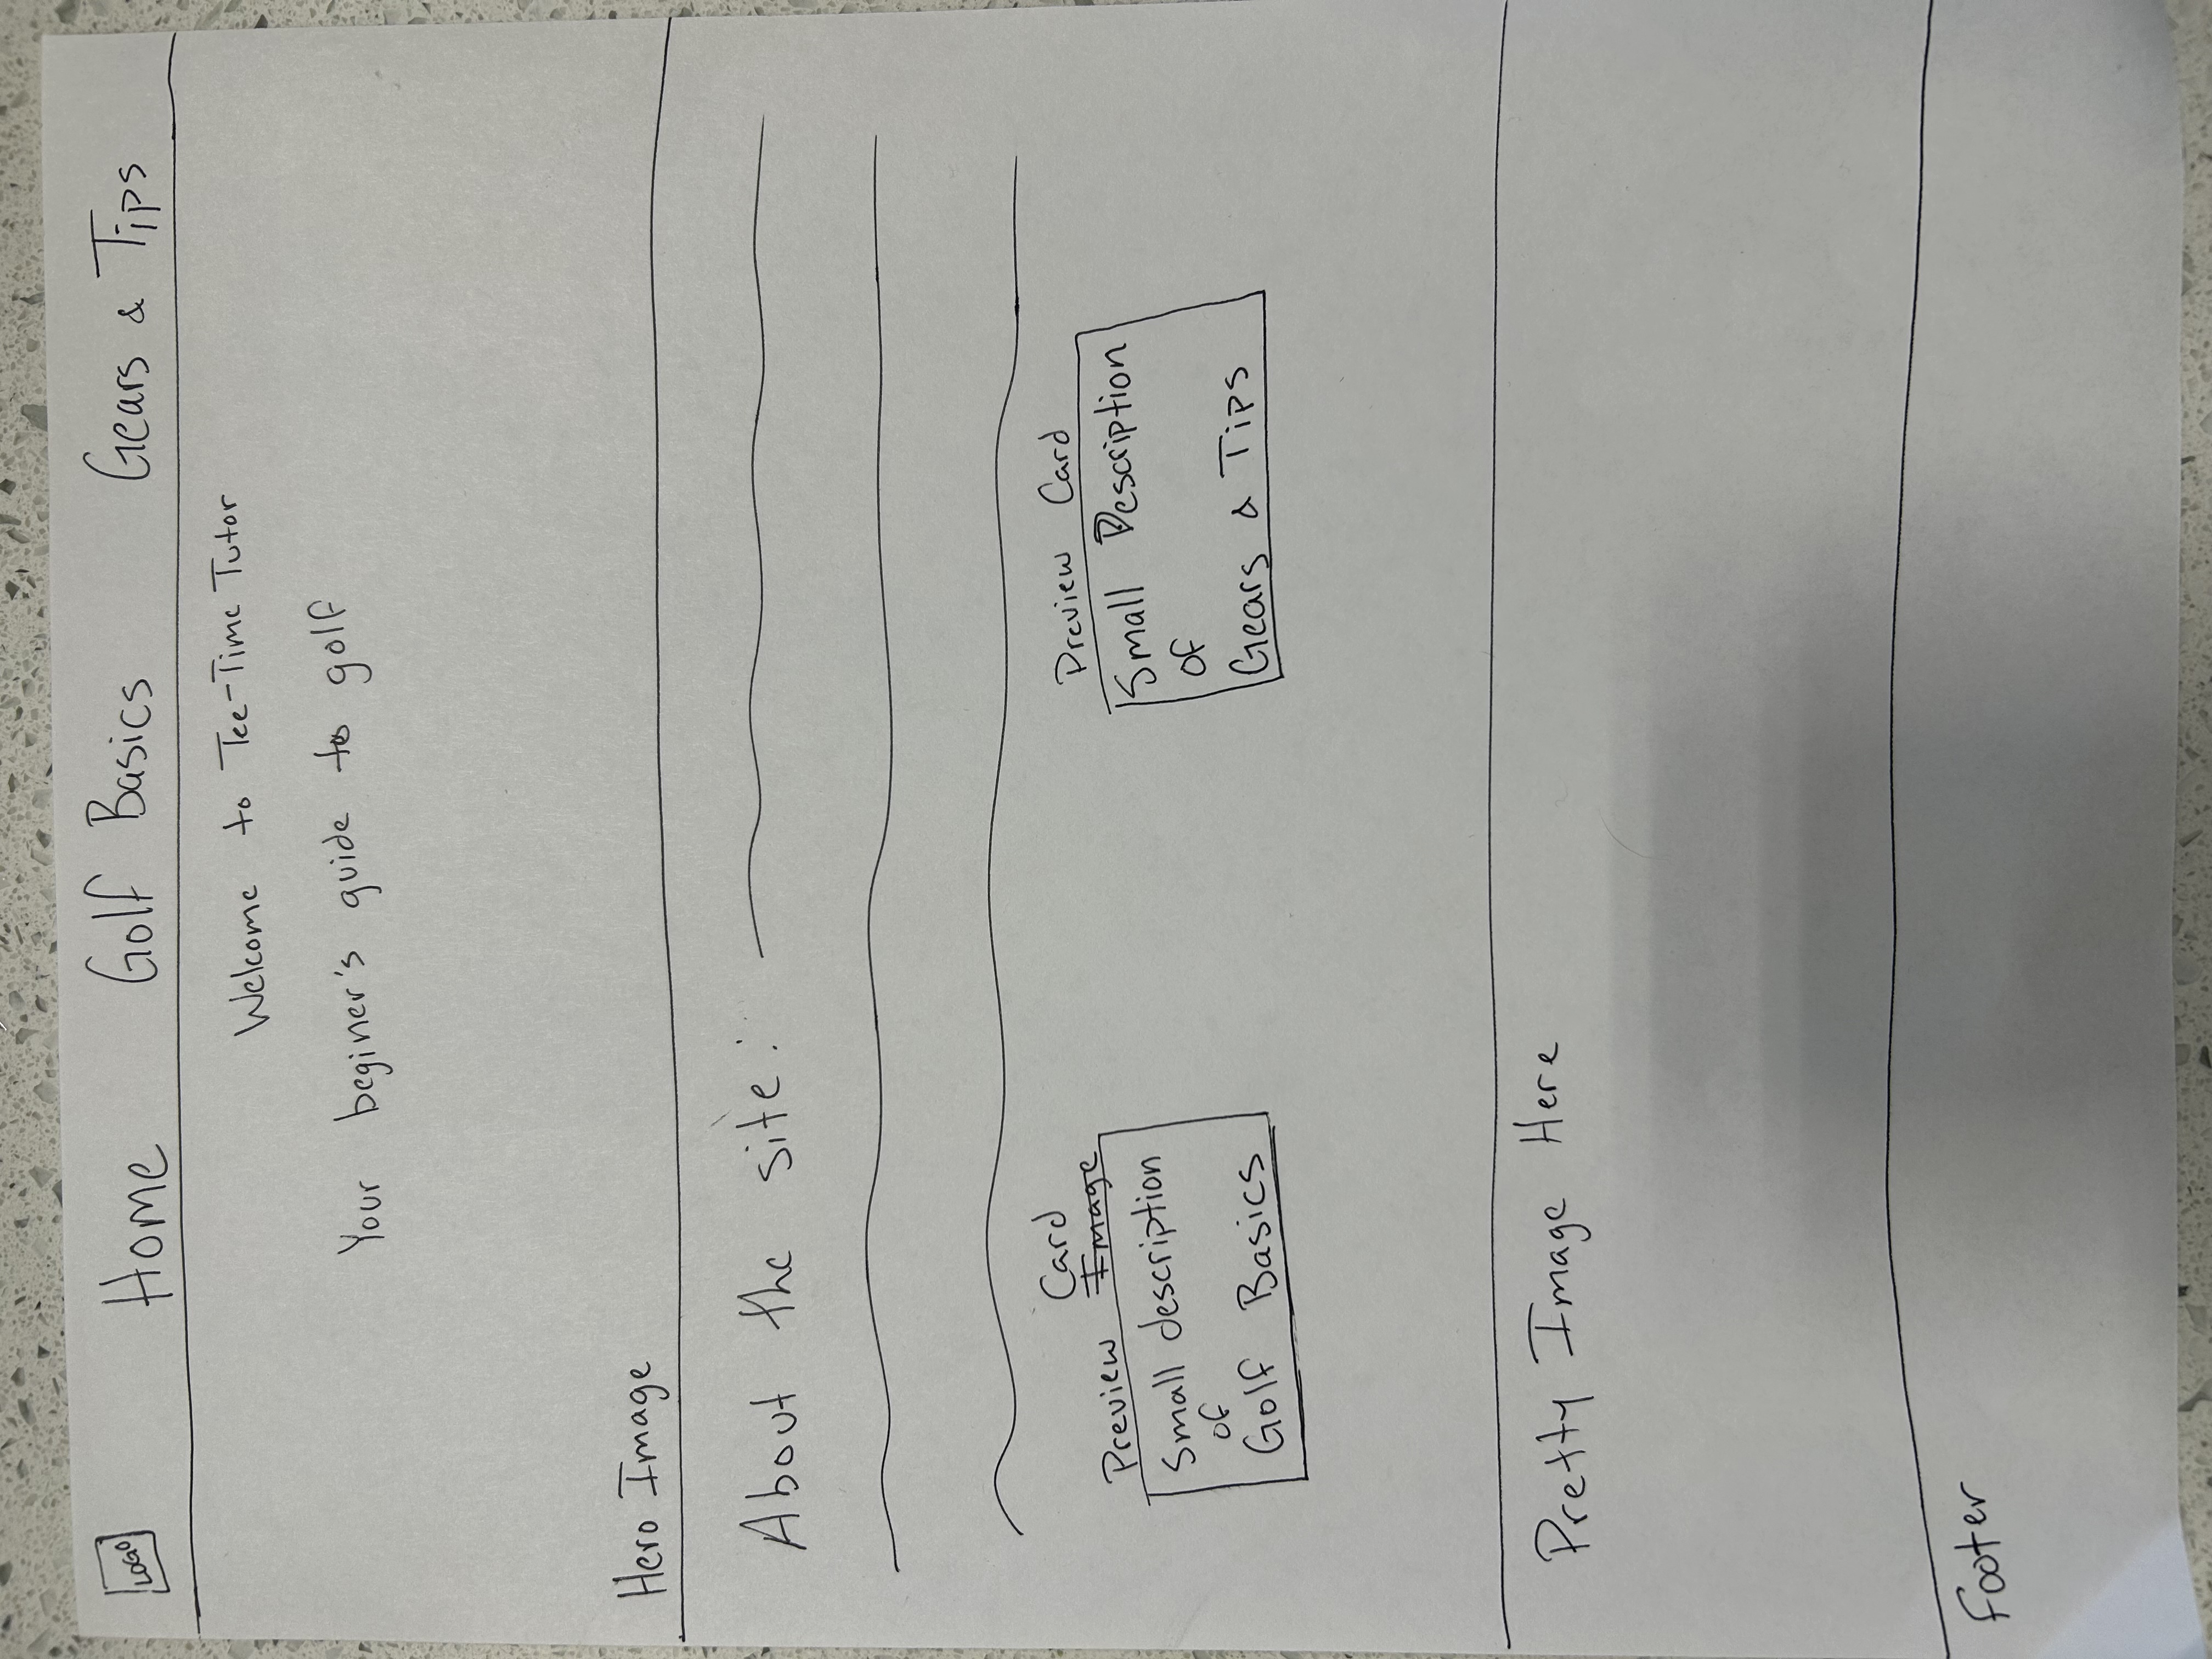 LOGO Home Golf Basics Gears & Tips
Welcome to Tee-Time Tutor
Your beginer's guide to golf
Hero Image
About the site:
Card
Preview Image
Small description
of
Golf Basics
Preview Card
Small Description
of
Gears & Tips
Pretty Image Here
Footer